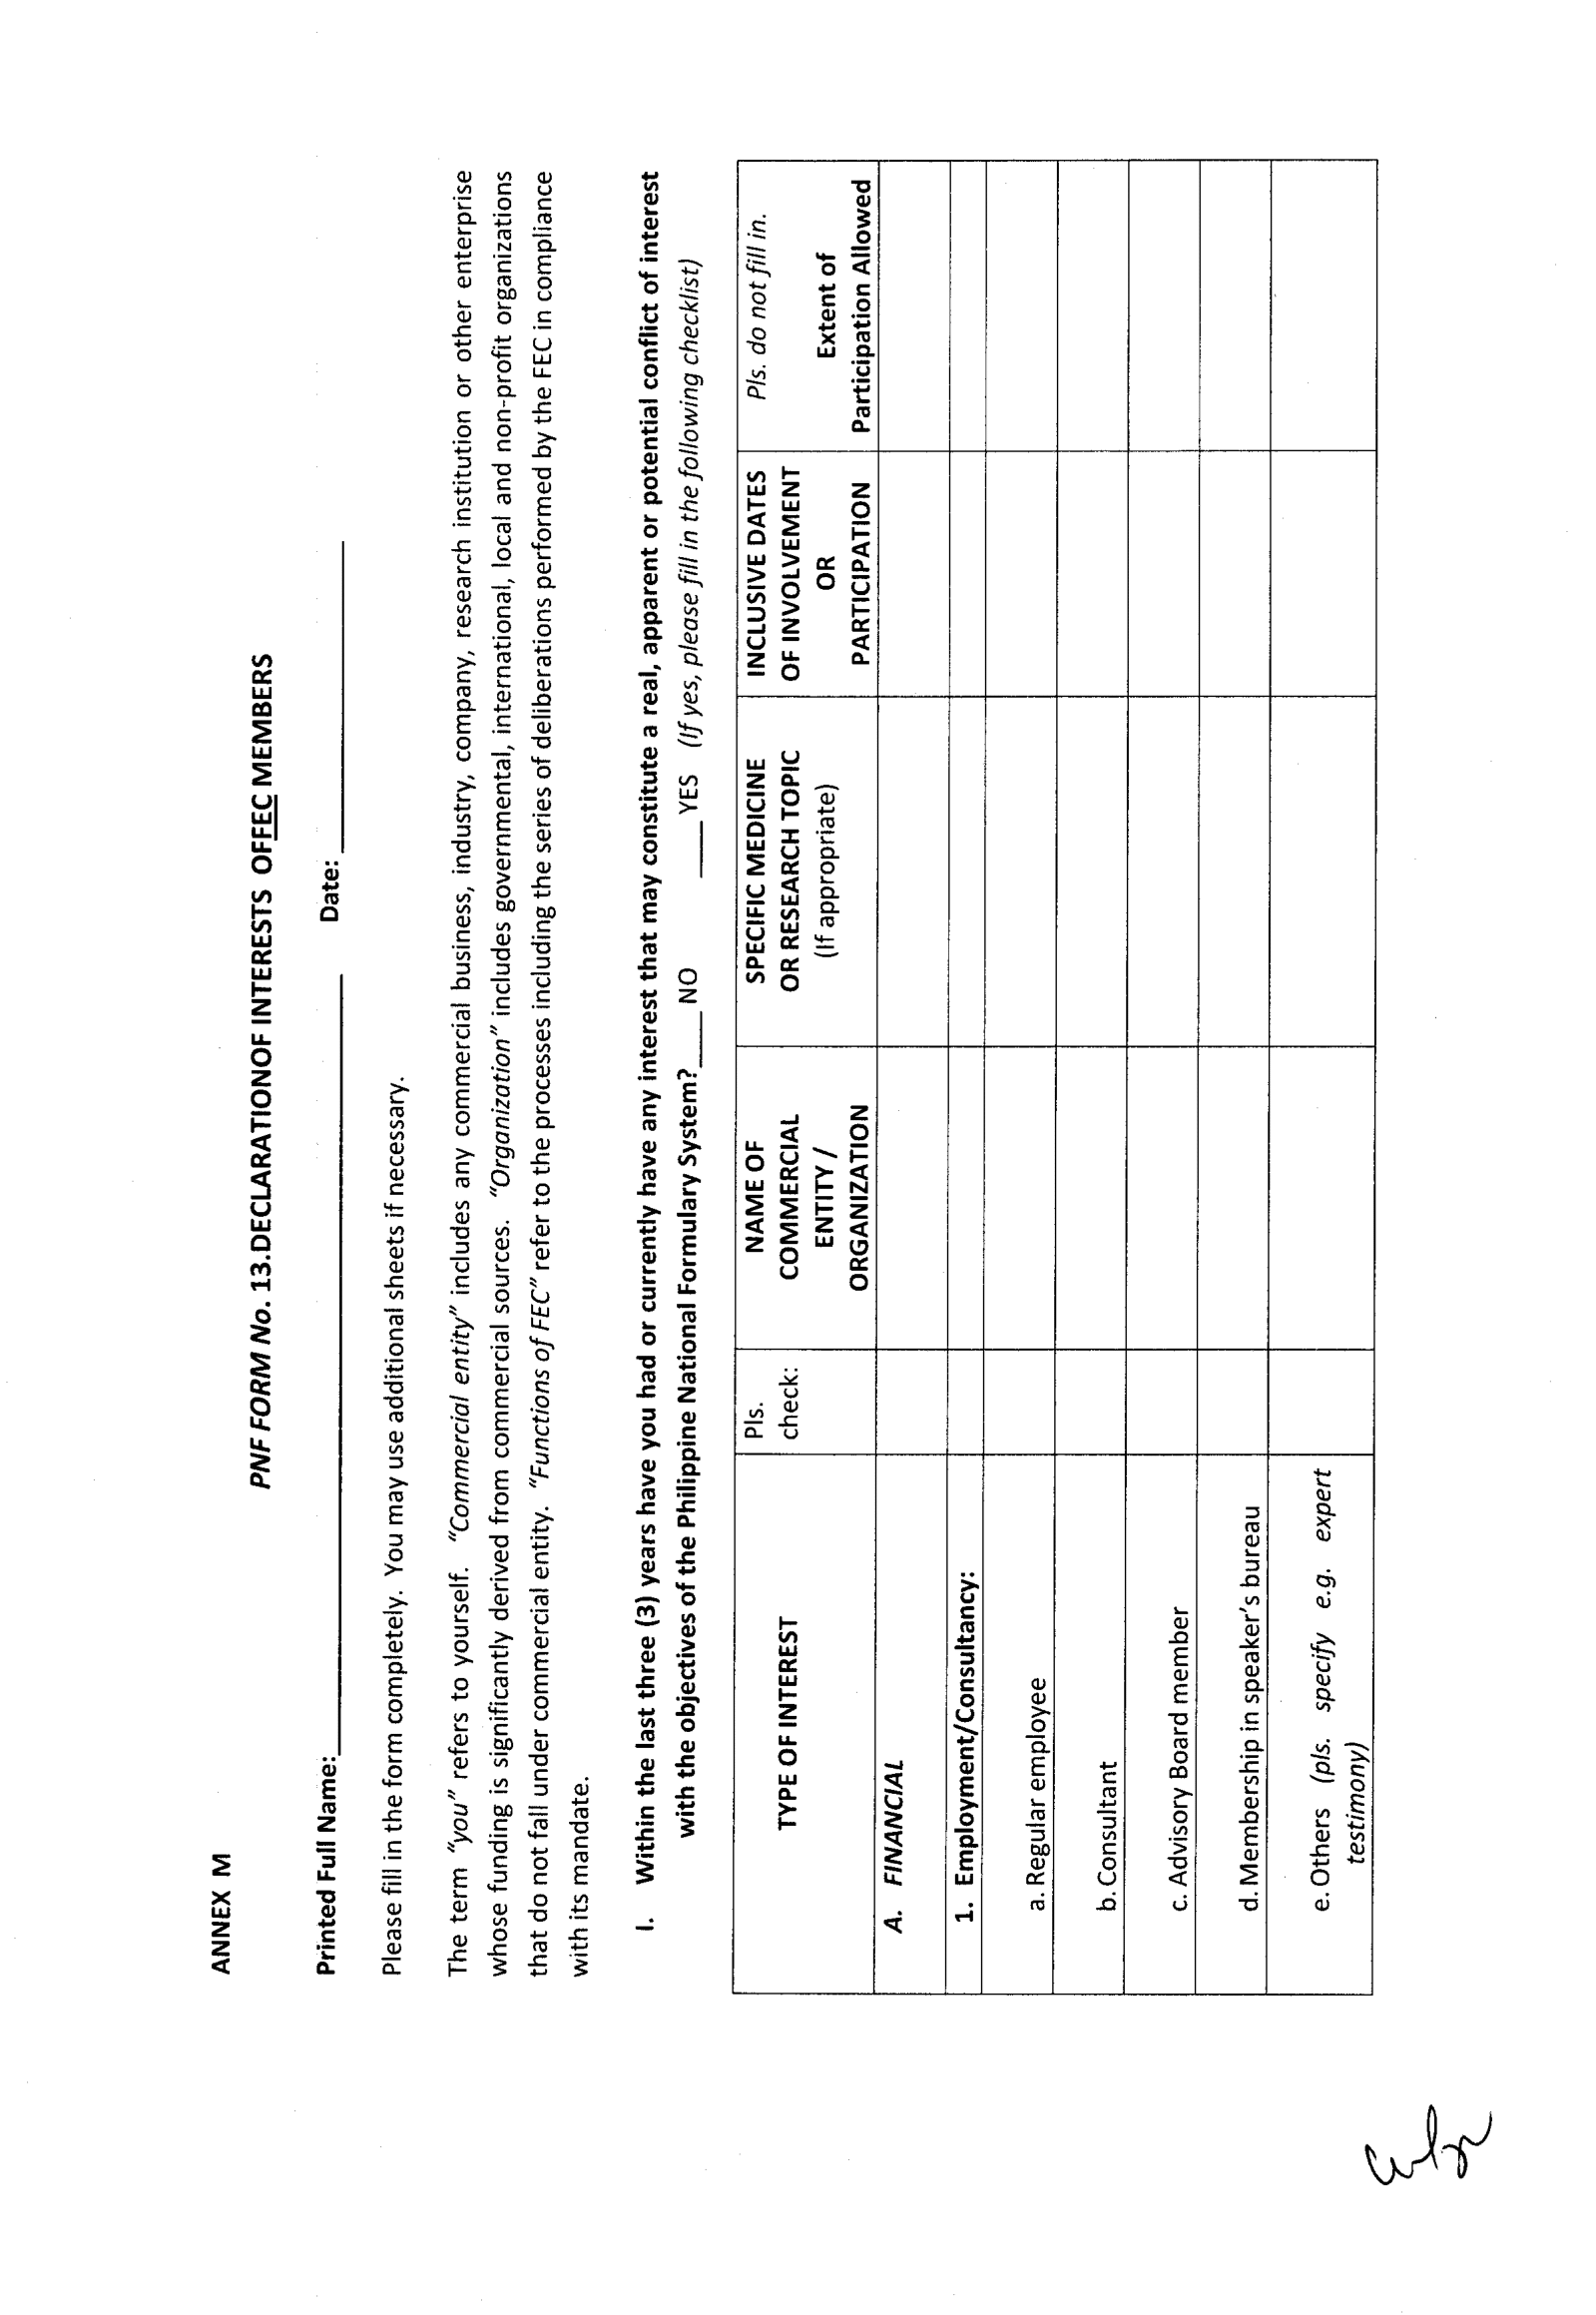 ANNEX M
PNF FORM No. 13.DECLARATIONOF INTERESTS OFFEC MEMBERS
Printed Full Name:____________________ Date: ____________________
Please fill in the form completely. You may use additional sheets if necessary.
The term “you” refers to yourself. “Commercial entity” includes any commercial business, industry, company, research institution or other enterprise
whose funding is significantly derived from commercial sources. “Organization” includes governmental, international, local and non-profit organizations
that do not fall under commercial entity. “Functions of FEC” refer to the processes including the series of deliberations performed by the FEC in compliance
with its mandate.
I. Within the last three (3) years have you had or currently have any interest that may constitute a real, apparent or potential conflict of interest
with the objectives of the Philippine National Formulary System?____ NO ____ YES (If yes, please fill in the following checklist)
TYPE OF INTEREST
Pls.
check:
NAME OF
COMMERCIAL
ENTITY /
ORGANIZATION
SPECIFIC MEDICINE
OR RESEARCH TOPIC
(If appropriate)
INCLUSIVE DATES
OF INVOLVEMENT
OR
PARTICIPATION
Pls. do not fill in.
Extent of
Participation Allowed
A. FINANCIAL
1. Employment/Consultancy:
a. Regular employee
b. Consultant
c. Advisory Board member
d. Membership in speaker's bureau
e. Others (pls. specify e.g. expert
testimony)